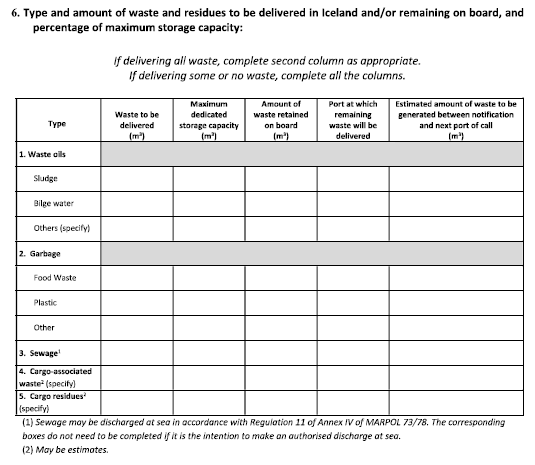 6. Type and amount of waste and residues to be delivered in Iceland and/or remaining on board, and
percentage of maximum storage capacity:
If delivering all waste, complete second column as appropriate.
If delivering some or no waste, complete all the columns.
Type
Waste to be
delivered
(m³)
Maximum
dedicated
storage capacity
(m³)
Amount of
waste retained
on board
(m³)
Port at which
remaining
waste will be
delivered
Estimated amount of waste to be
generated between notification
and next port of call
(m³)
1. Waste oils
Sludge
Bilge water
Others (specify)
2. Garbage
Food Waste
Plastic
Other
3. Sewage¹
4. Cargo-associated
waste² (specify)
5. Cargo residues²
(specify)
(1) Sewage may be discharged at sea in accordance with Regulation 11 of Annex IV of MARPOL 73/78. The corresponding
boxes do not need to be completed if it is the intention to make an authorised discharge at sea.
(2) May be estimates.